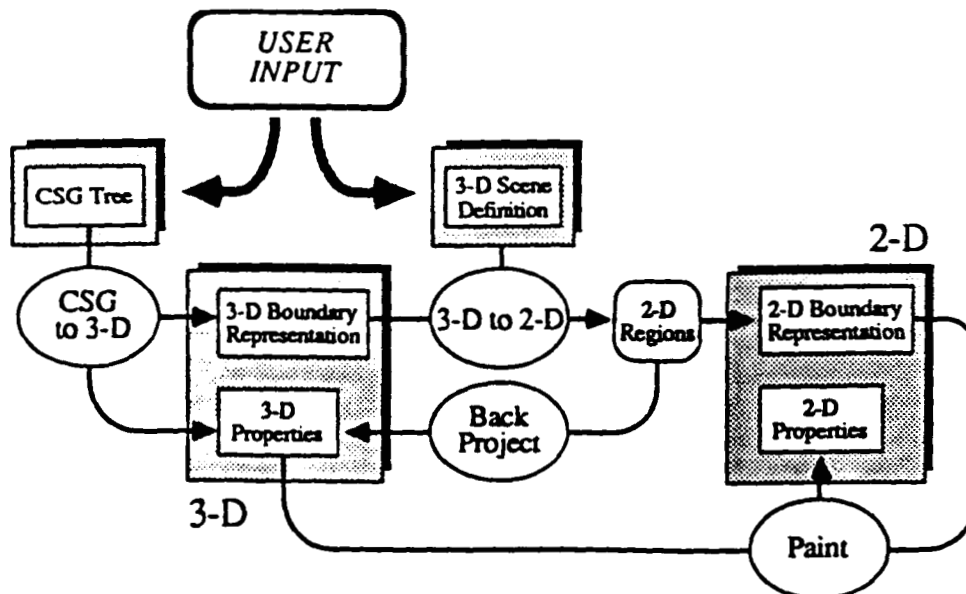 USER
INPUT
CSG Tree
3-D Scene
Definition
2-D
CSG
to 3-D
3-D Boundary
Representation
3-D to 2-D
2-D
Regions
2-D Boundary
Representation
3-D
Properties
Back
Project
2-D
Properties
3-D
Paint